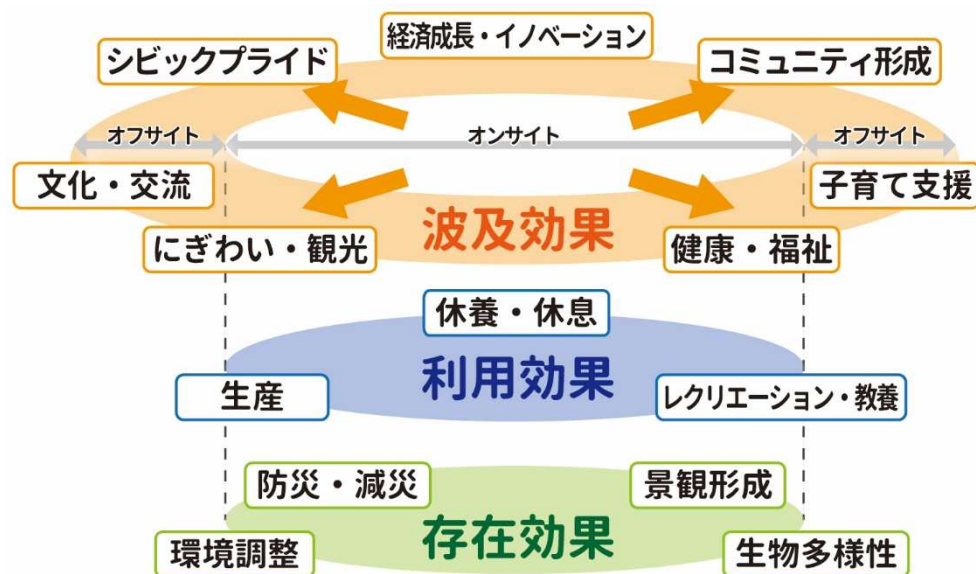 経済成長・イノベーション
シビックプライド
コミュニティ形成
オフサイト
オンサイト
オフサイト
文化・交流
子育て支援
波及効果
にぎわい・観光
健康・福祉
休養・休息
利用効果
生産
レクリエーション・教養
防災・減災
景観形成
存在効果
環境調整
生物多様性